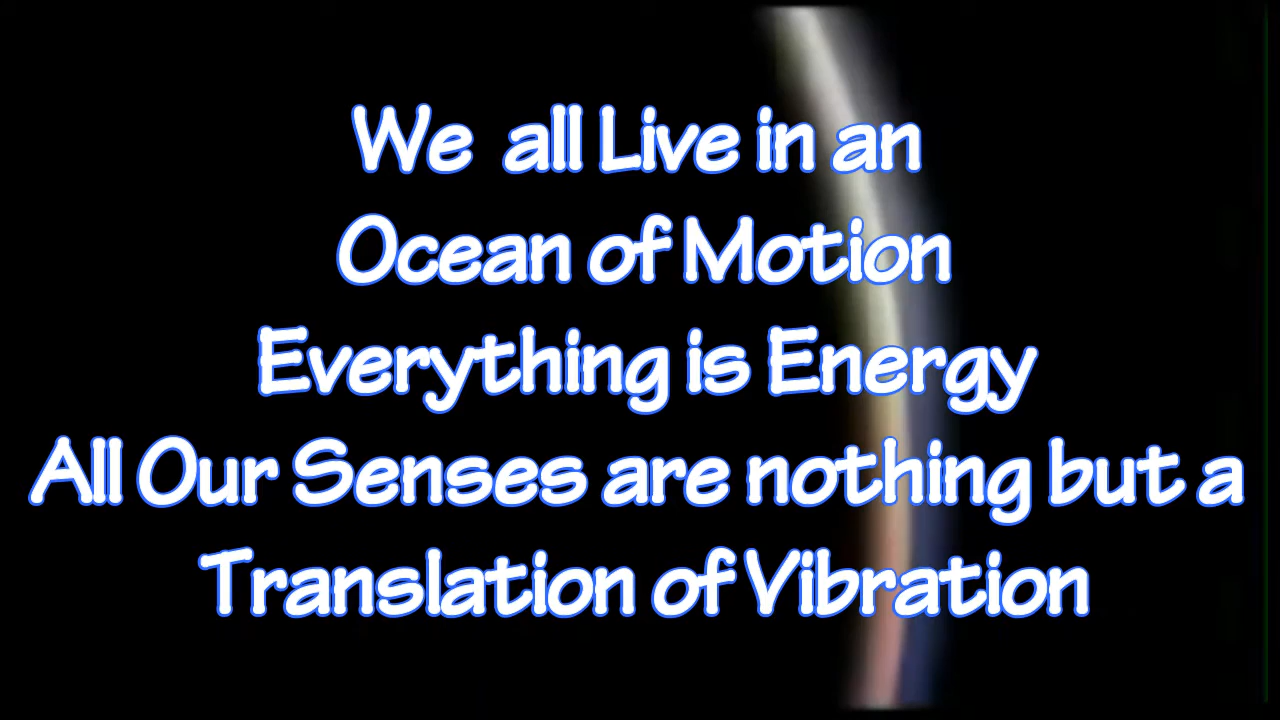 We all Live in an
Ocean of Motion
Everything is Energy
All Our Senses are nothing but a
Translation of Vibration